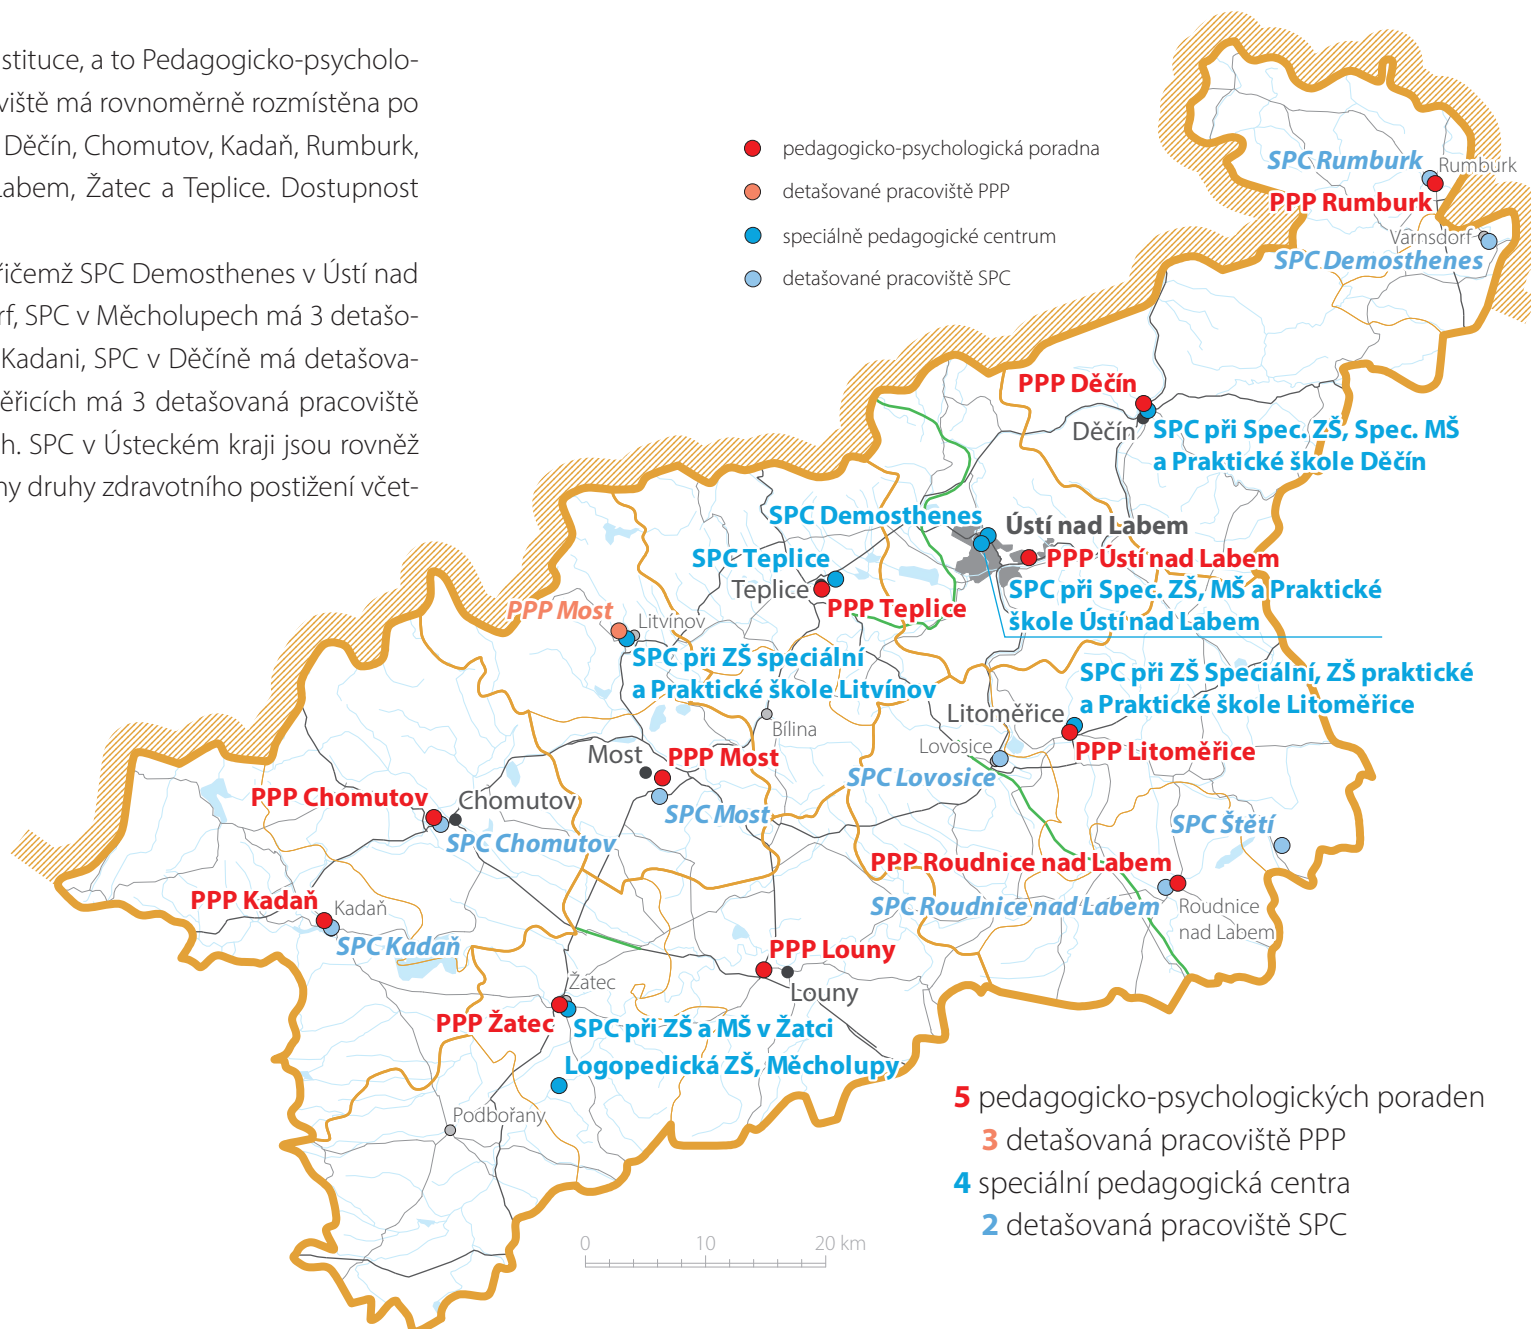 stituce, a to Pedagogicko-psycholo-
viště má rovnoměrně rozmístěna po
Děčín, Chomutov, Kadaň, Rumburk,
Labem, Žatec a Teplice. Dostupnost
řičemž SPC Demosthenes v Ústí nad
rf, SPC v Měcholupech má 3 detašo-
Kadani, SPC v Děčíně má detašova-
ěřicích má 3 detašovaná pracoviště
h. SPC v Ústeckém kraji jsou rovněž
ny druhy zdravotního postižení včet-
pedagogicko-psychologická poradna
detašované pracoviště PPP
speciálně pedagogické centrum
detašované pracoviště SPC
SPC Rumburk
Rumburk
PPP Rumburk
Varnsdorf
SPC Demosthenes
PPP Děčín
Děčín
SPC při Spec. ZŠ, Spec. MŠ
a Praktické škole Děčín
SPC Demosthenes
Ústí nad Labem
PPP Ústí nad Labem
SPC při Spec. ZŠ, MŠ a Praktické
škole Ústí nad Labem
SPC Teplice
Teplice
PPP Teplice
PPP Most
Litvínov
SPC při ZŠ speciální
a Praktické škole Litvínov
SPC při ZŠ Speciální, ZŠ praktické
a Praktické škole Litoměřice
Litoměřice
PPP Litoměřice
Bílina
Lovosice
SPC Lovosice
Most
PPP Most
SPC Most
PPP Chomutov
Chomutov
SPC Chomutov
SPC Štětí
PPP Roudnice nad Labem
SPC Roudnice nad Labem
Roudnice
nad Labem
PPP Kadaň
Kadaň
SPC Kadaň
PPP Louny
Louny
Žatec
PPP Žatec
SPC při ZŠ a MŠ v Žatci
Logopedická ZŠ, Měcholupy
Podbořany
5 pedagogicko-psychologických poraden
3 detašovaná pracoviště PPP
4 speciální pedagogická centra
2 detašovaná pracoviště SPC
0 10 20 km